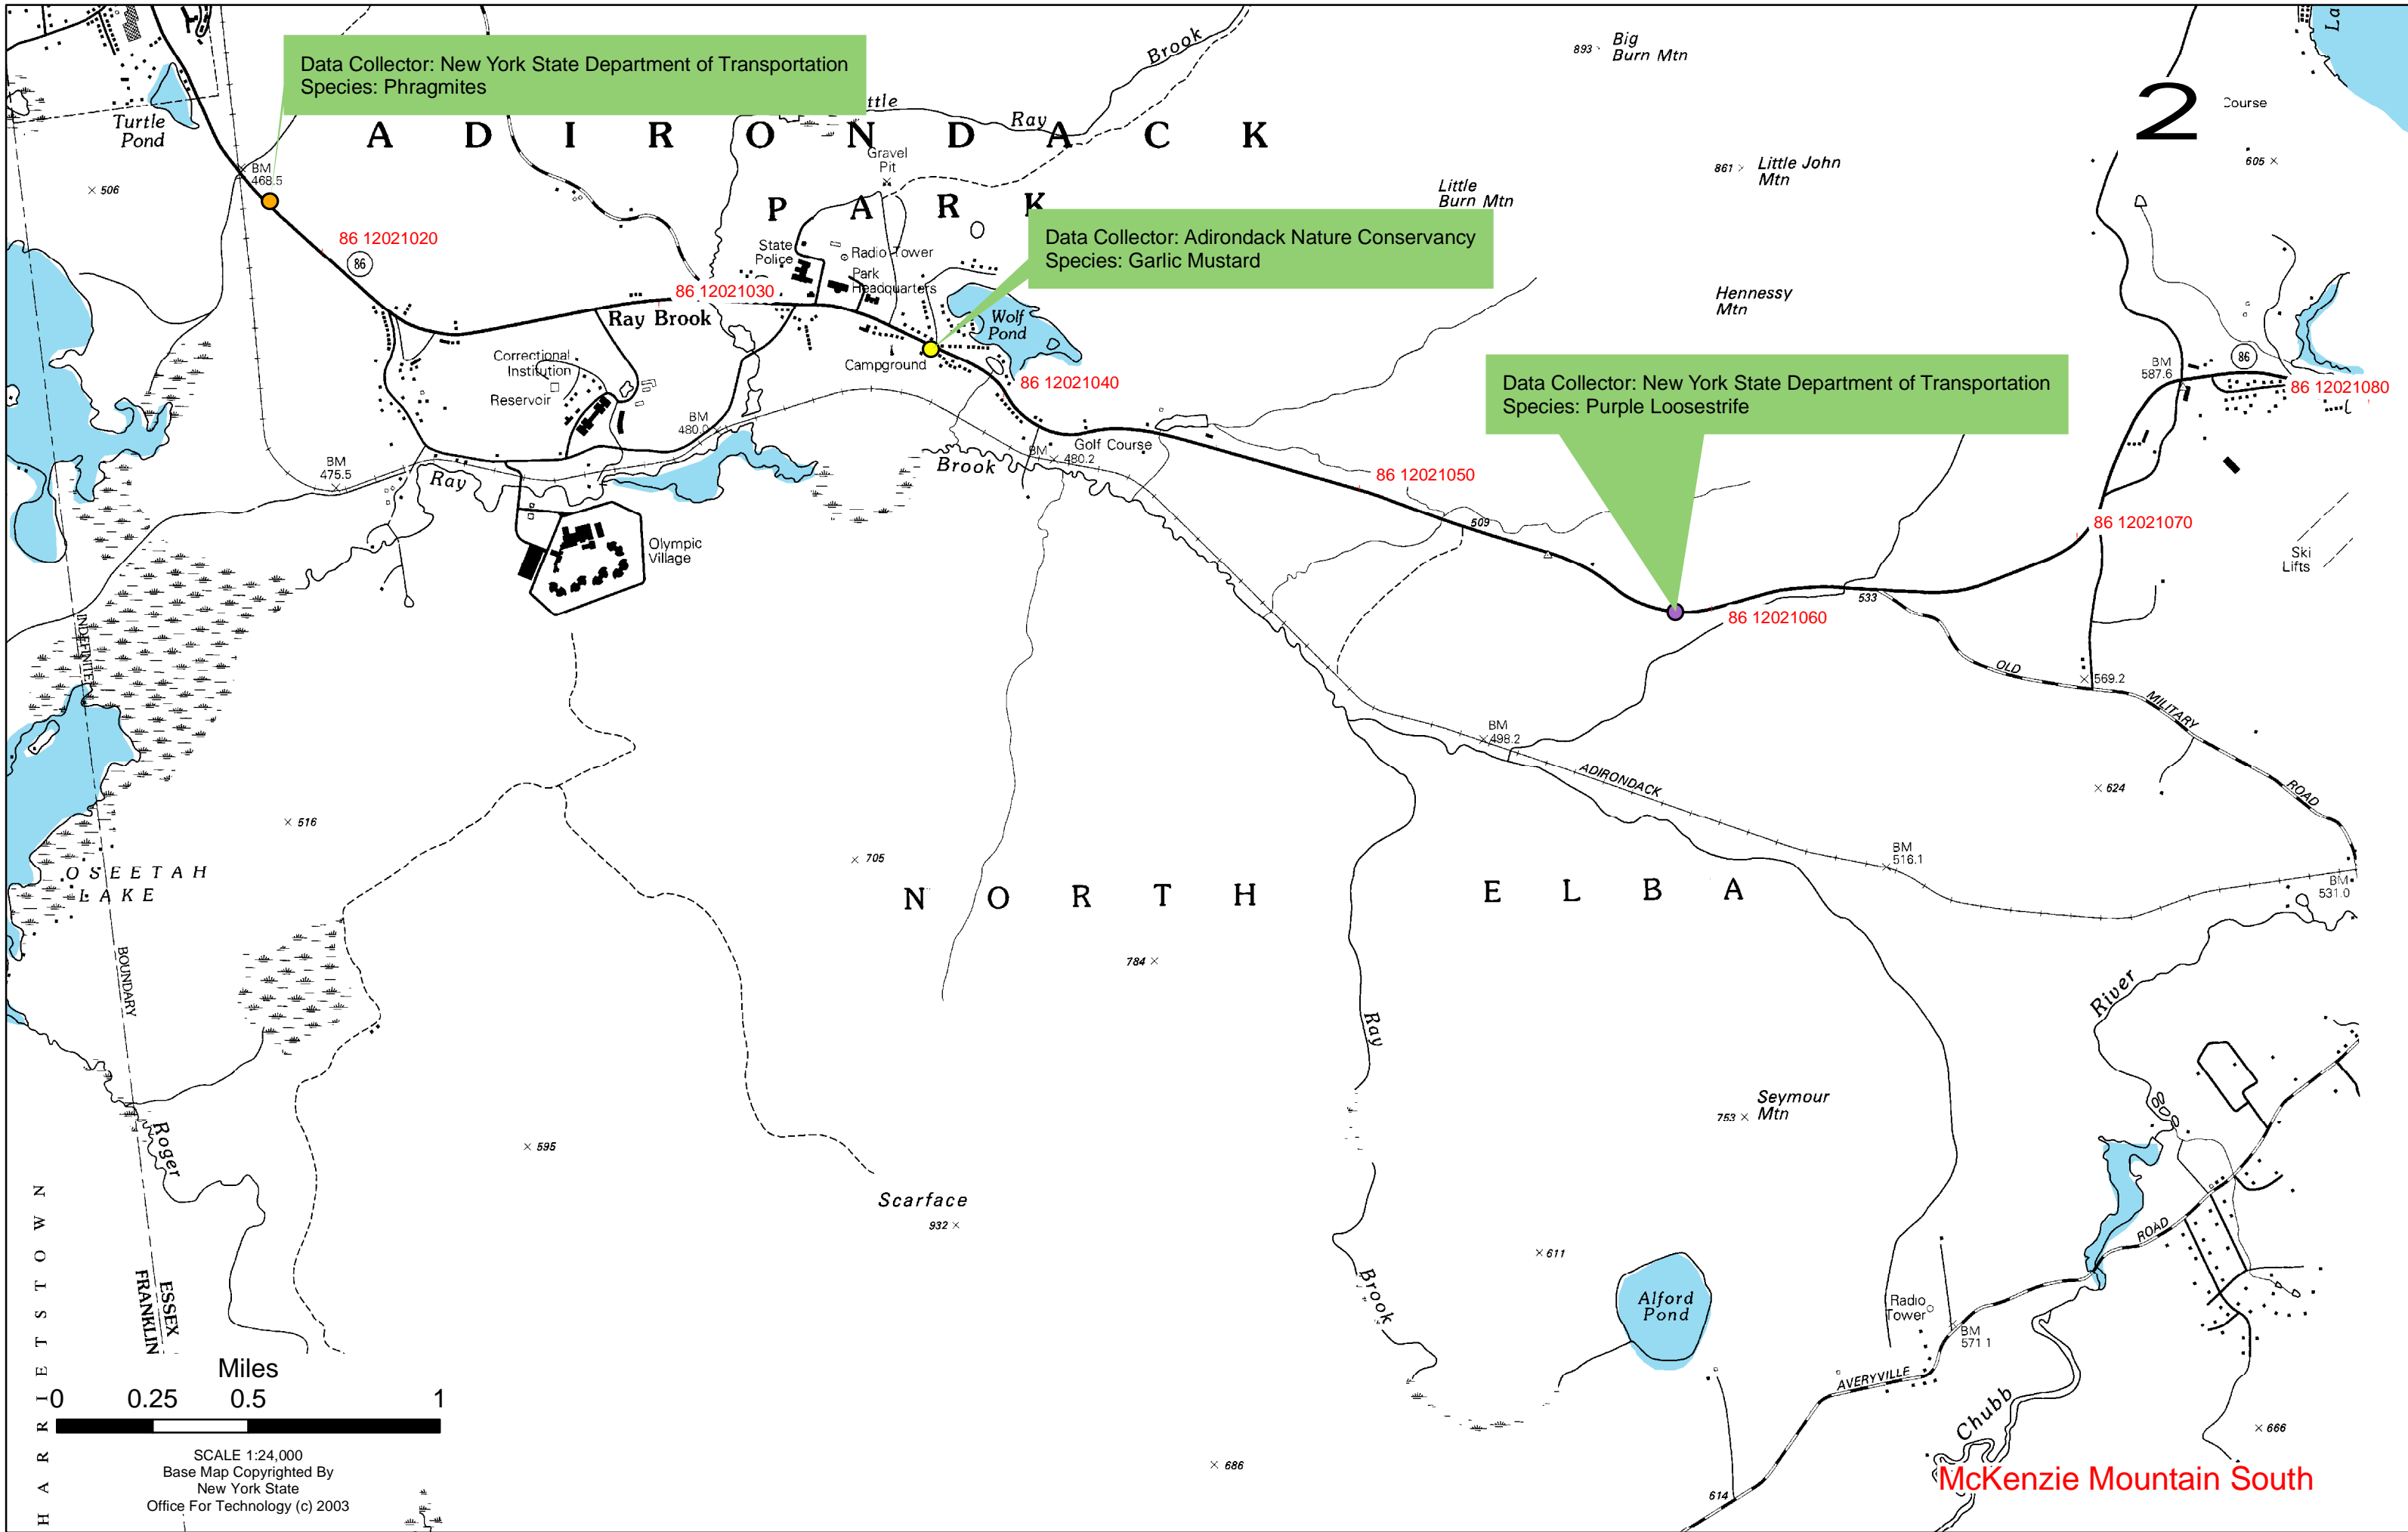 Data Collector: New York State Department of Transportation
Species: Phragmites
Brook
893
Big
Burn Mtn
La
2
Course
605
Turtle
Pond
ttle
Ray
A D I R O N D A C K
Gravel
Pit
861
Little John
Mtn
BM
468.5
506
P A R K
Little
Burn Mtn
86 12021020
86
State
Police
Radio Tower
Park
Headquarters
Data Collector: Adirondack Nature Conservancy
Species: Garlic Mustard
86 12021030
Ray Brook
Wolf
Pond
Hennessy
Mtn
Correctional
Institution
Reservoir
Campground
86 12021040
Data Collector: New York State Department of Transportation
Species: Purple Loosestrife
BM
587.6
86
86 12021080
BM
480.0
Golf Course
BM
480.2
BM
475.5
Ray
Brook
86 12021050
509
86 12021070
Olympic
Village
Ski
Lifts
86 12021060
533
INDEFINITE
OLD
569.2
MILITARY
BM
498.2
ADIRONDACK
624
ROAD
516
705
BM
516.1
OSEETAH
LAKE
BM
531.0
N O R T H E L B A
BOUNDARY
784
River
Ray
Seymour
Mtn
753
Roger
595
Scarface
932
HARRIETSTOWN
ESSEX
FRANKLIN
611
Brook
Alford
Pond
ROAD
Radio
Tower
BM
571 1
AVERYVILLE
Chubb
666
686
614
Miles
0 0.25 0.5 1
SCALE 1:24,000
Base Map Copyrighted By
New York State
Office For Technology (c) 2003
McKenzie Mountain South